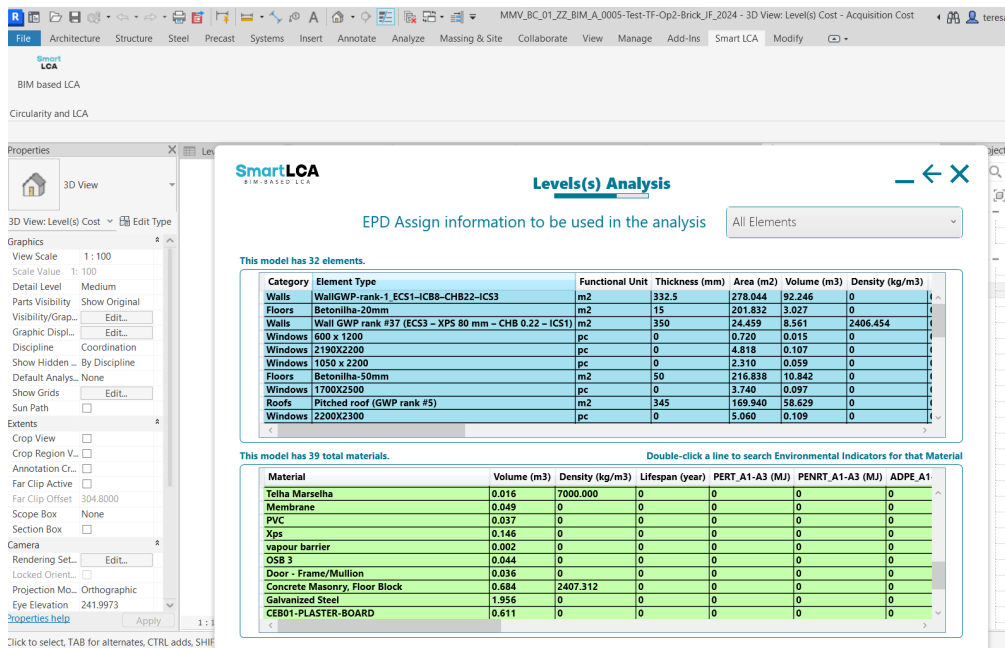 MMV_BC_01_ZZ_BIM_A_0005-Test-TF-Op2-Brick_JF_2024 - 3D View: Level(s) Cost - Acquisition Cost
File Architecture Structure Steel Precast Systems Insert Annotate Analyze Massing & Site Collaborate View Manage Add-Ins Smart LCA Modify
Smart
LCA
BIM based LCA
Circularity and LCA
Properties
3D View
3D View: Level(s) Cost Edit Type
Graphics
View Scale 1 : 100
Scale Value 1: 100
Detail Level Medium
Parts Visibility Show Original
Visibility/Grap... Edit...
Graphic Displ... Edit...
Discipline Coordination
Show Hidden ... By Discipline
Default Analys... None
Show Grids Edit...
Sun Path
Extents
Crop View
Crop Region V...
Annotation Cr...
Far Clip Active
Far Clip Offset 304.8000
Scope Box None
Section Box
Camera
Rendering Set... Edit...
Locked Orient...
Projection Mo... Orthographic
Eye Elevation 241.9973
Properties help Apply
1 : 1
Click to select, TAB for alternates, CTRL adds, SHIF
SmartLCA
BIM-BASED LCA
Levels(s) Analysis
EPD Assign information to be used in the analysis All Elements
This model has 32 elements.
Category Element Type Functional Unit Thickness (mm) Area (m2) Volume (m3) Density (kg/m3)
Walls WallGWP-rank-1_ECS1–ICB8–CHB22–ICS3 m2 332.5 278.044 92.246 0
Floors Betonilha-20mm m2 15 201.832 3.027 0
Walls Wall GWP rank #37 (ECS3 – XPS 80 mm – CHB 0.22 – ICS1) m2 350 24.459 8.561 2406.454
Windows 600 x 1200 pc 0 0.720 0.015 0
Windows 2190X2200 pc 0 4.818 0.107 0
Windows 1050 x 2200 pc 0 2.310 0.059 0
Floors Betonilha-50mm m2 50 216.838 10.842 0
Windows 1700X2500 pc 0 3.740 0.097 0
Roofs Pitched roof (GWP rank #5) m2 345 169.940 58.629 0
Windows 2200X2300 pc 0 5.060 0.109 0
This model has 39 total materials. Double-click a line to search Environmental Indicators for that Material
Material Volume (m3) Density (kg/m3) Lifespan (year) PERT_A1-A3 (MJ) PENRT_A1-A3 (MJ) ADPE_A1-
Telha Marselha 0.016 7000.000 0 0 0 0
Membrane 0.049 0 0 0 0 0
PVC 0.037 0 0 0 0 0
Xps 0.146 0 0 0 0 0
vapour barrier 0.002 0 0 0 0 0
OSB 3 0.044 0 0 0 0 0
Door - Frame/Mullion 0.036 0 0 0 0 0
Concrete Masonry, Floor Block 0.684 2407.312 0 0 0 0
Galvanized Steel 1.956 0 0 0 0 0
CEB01-PLASTER-BOARD 0.611 0 0 0 0 0